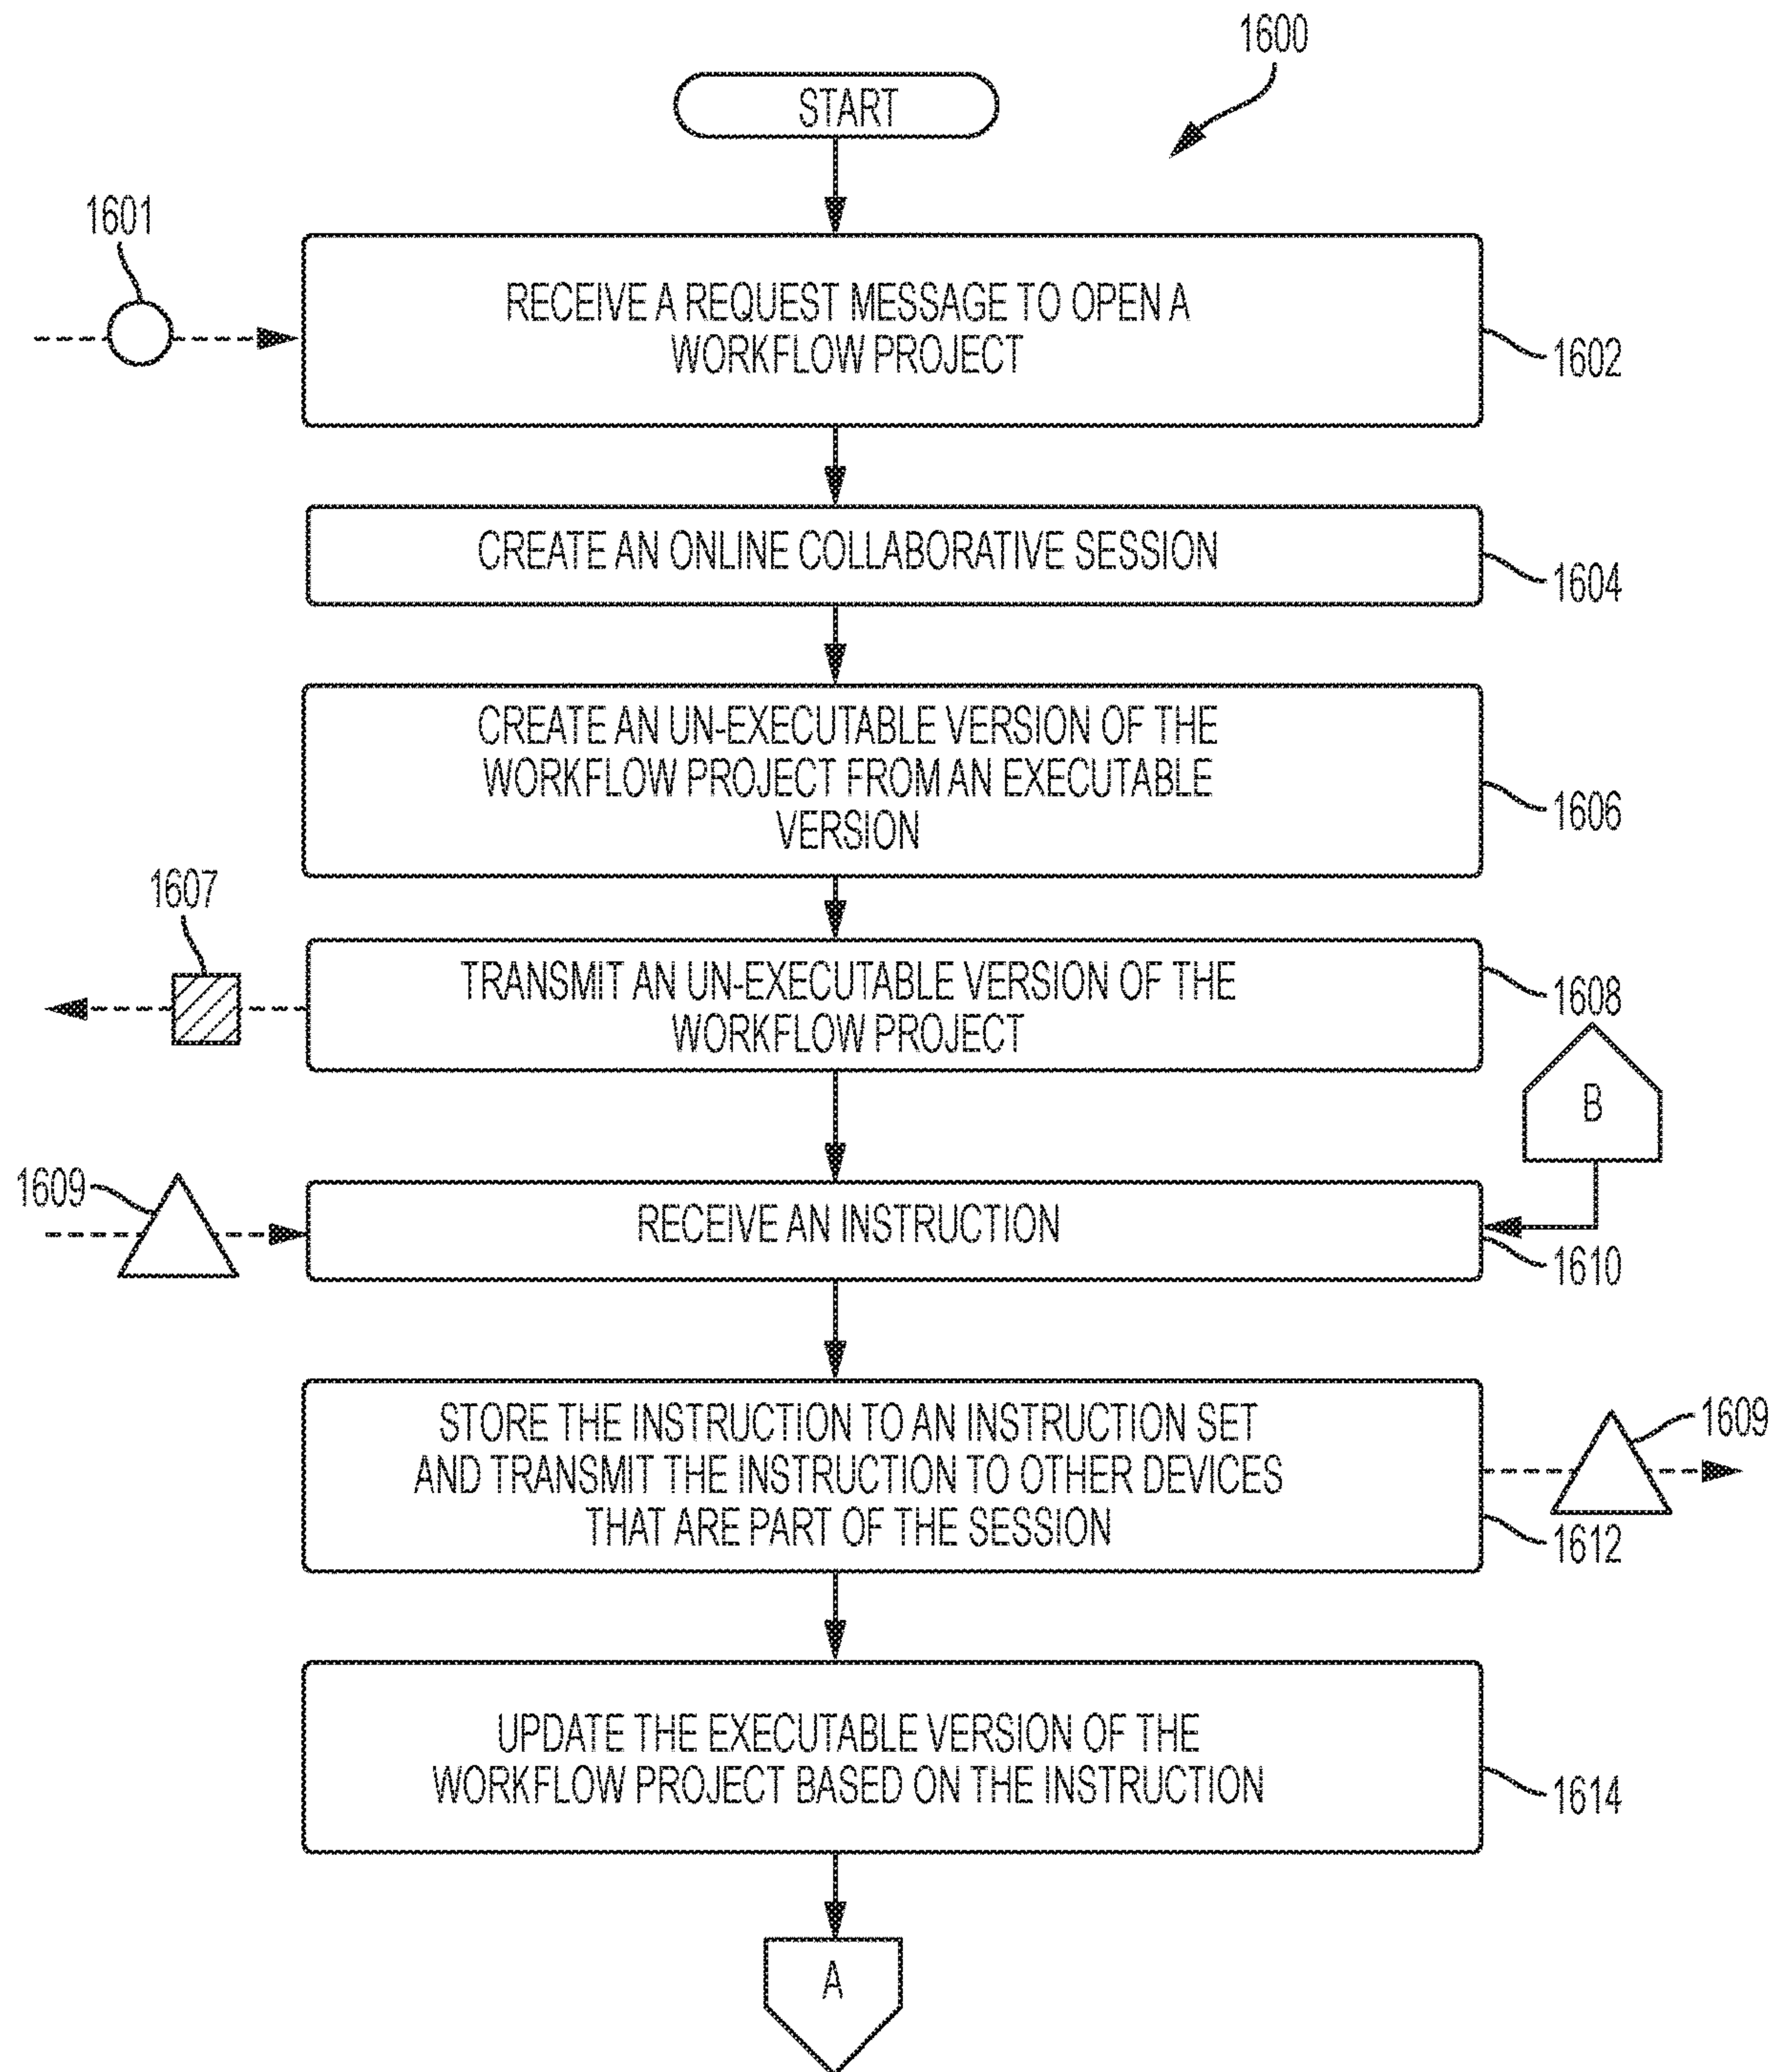 1600
START
1601
RECEIVE A REQUEST MESSAGE TO OPEN A
WORKFLOW PROJECT
1602
CREATE AN ONLINE COLLABORATIVE SESSION
1604
CREATE AN UN-EXECUTABLE VERSION OF THE
WORKFLOW PROJECT FROM AN EXECUTABLE
VERSION
1606
1607
TRANSMIT AN UN-EXECUTABLE VERSION OF THE
WORKFLOW PROJECT
1608
B
1609
RECEIVE AN INSTRUCTION
1610
STORE THE INSTRUCTION TO AN INSTRUCTION SET
AND TRANSMIT THE INSTRUCTION TO OTHER DEVICES
THAT ARE PART OF THE SESSION
1609
1612
UPDATE THE EXECUTABLE VERSION OF THE
WORKFLOW PROJECT BASED ON THE INSTRUCTION
1614
A